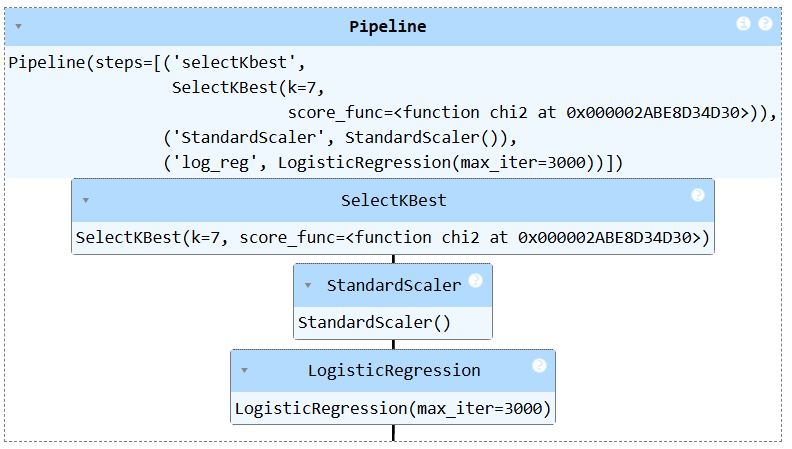 Pipeline
Pipeline(steps=[('selectKbest',
SelectKBest(k=7,
score_func=<function chi2 at 0x000002ABE8D34D30>)),
('StandardScaler', StandardScaler()),
('log_reg', LogisticRegression(max_iter=3000))])
SelectKBest
SelectKBest(k=7, score_func=<function chi2 at 0x000002ABE8D34D30>)
StandardScaler
StandardScaler()
LogisticRegression
LogisticRegression(max_iter=3000)